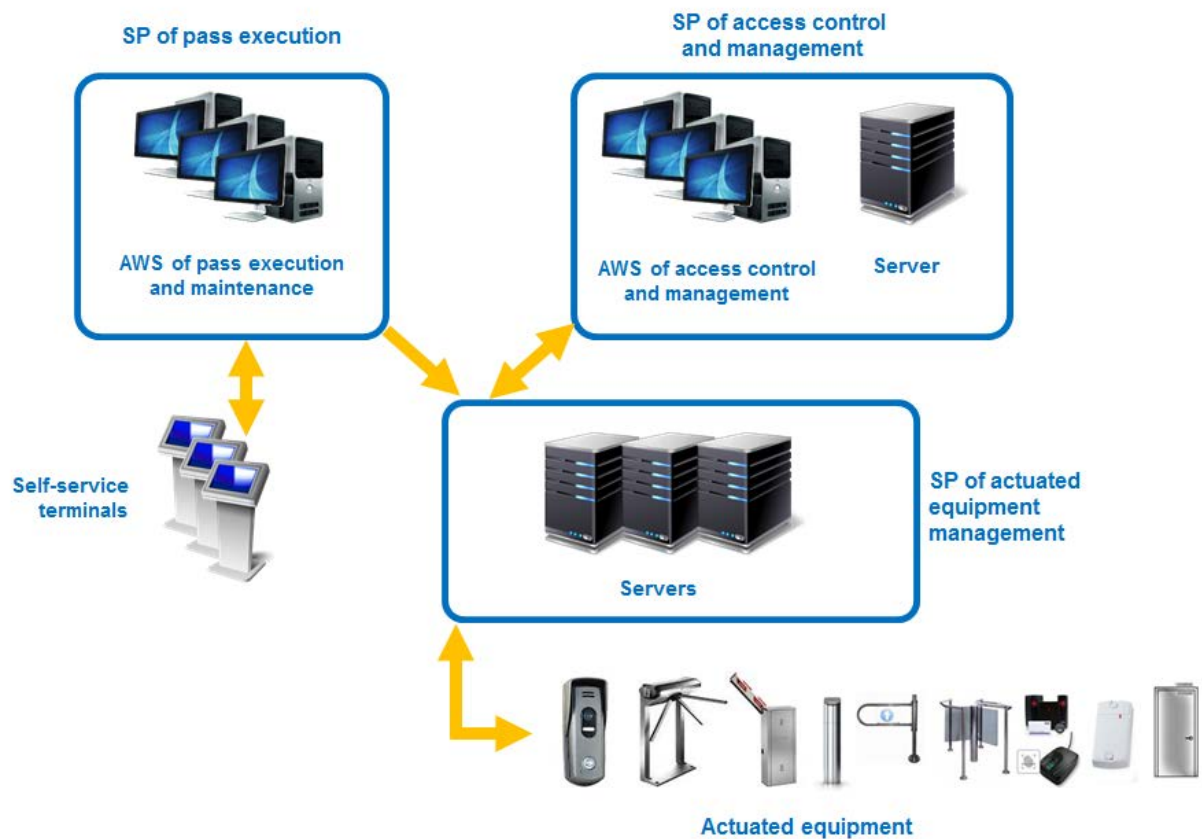 SP of pass execution
SP of access control
and management
AWS of pass execution
and maintenance
AWS of access control
and management
Server
Self-service
terminals
SP of actuated
equipment
management
Servers
Actuated equipment